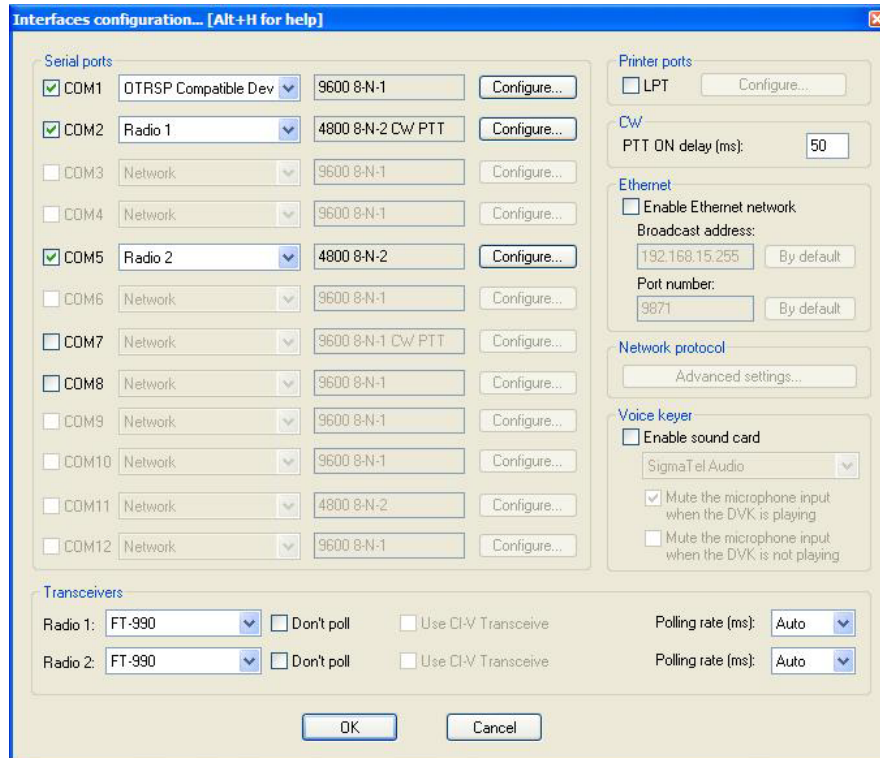 Interfaces configuration... [Alt+H for help]
Serial ports
COM1 OTRSP Compatible Dev 9600 8-N-1 Configure...
COM2 Radio 1 4800 8-N-2 CW PTT Configure...
COM3 Network 9600 8-N-1 Configure...
COM4 Network 9600 8-N-1 Configure...
COM5 Radio 2 4800 8-N-2 Configure...
COM6 Network 9600 8-N-1 Configure...
COM7 Network 9600 8-N-1 CW PTT Configure...
COM8 Network 9600 8-N-1 Configure...
COM9 Network 9600 8-N-1 Configure...
COM10 Network 9600 8-N-1 Configure...
COM11 Network 4800 8-N-2 Configure...
COM12 Network 9600 8-N-1 Configure...
Printer ports
LPT Configure...
CW
PTT ON delay (ms): 50
Ethernet
Enable Ethernet network
Broadcast address:
192.168.15.255 By default
Port number:
9871 By default
Network protocol
Advanced settings...
Voice keyer
Enable sound card
SigmaTel Audio
Mute the microphone input
when the DVK is playing
Mute the microphone input
when the DVK is not playing
Transceivers
Radio 1: FT-990 Don't poll Use CI-V Transceive Polling rate (ms): Auto
Radio 2: FT-990 Don't poll Use CI-V Transceive Polling rate (ms): Auto
OK Cancel